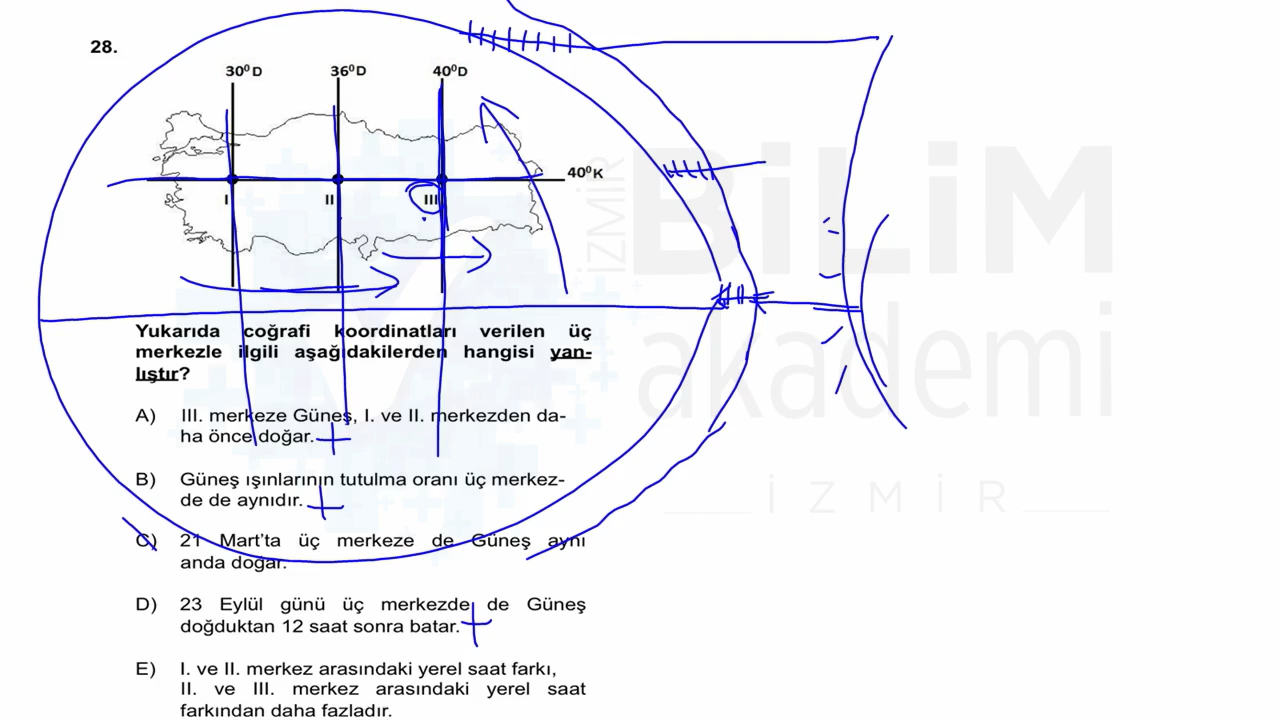 28.
30⁰D 36⁰D 40⁰D
40⁰K
I II III
Yukarıda coğrafi koordinatları verilen üç
merkezle ilgili aşağıdakilerden hangisi yan-
lıştır?
A) III. merkeze Güneş, I. ve II. merkezden da-
ha önce doğar.
B) Güneş ışınlarının tutulma oranı üç merkez-
de de aynıdır.
C) 21 Mart'ta üç merkeze de Güneş aynı
anda doğar.
D) 23 Eylül günü üç merkezde de Güneş
doğduktan 12 saat sonra batar.
E) I. ve II. merkez arasındaki yerel saat farkı,
II. ve III. merkez arasındaki yerel saat
farkından daha fazladır.
İZMİR
BiLiM
akademi
İZMİR